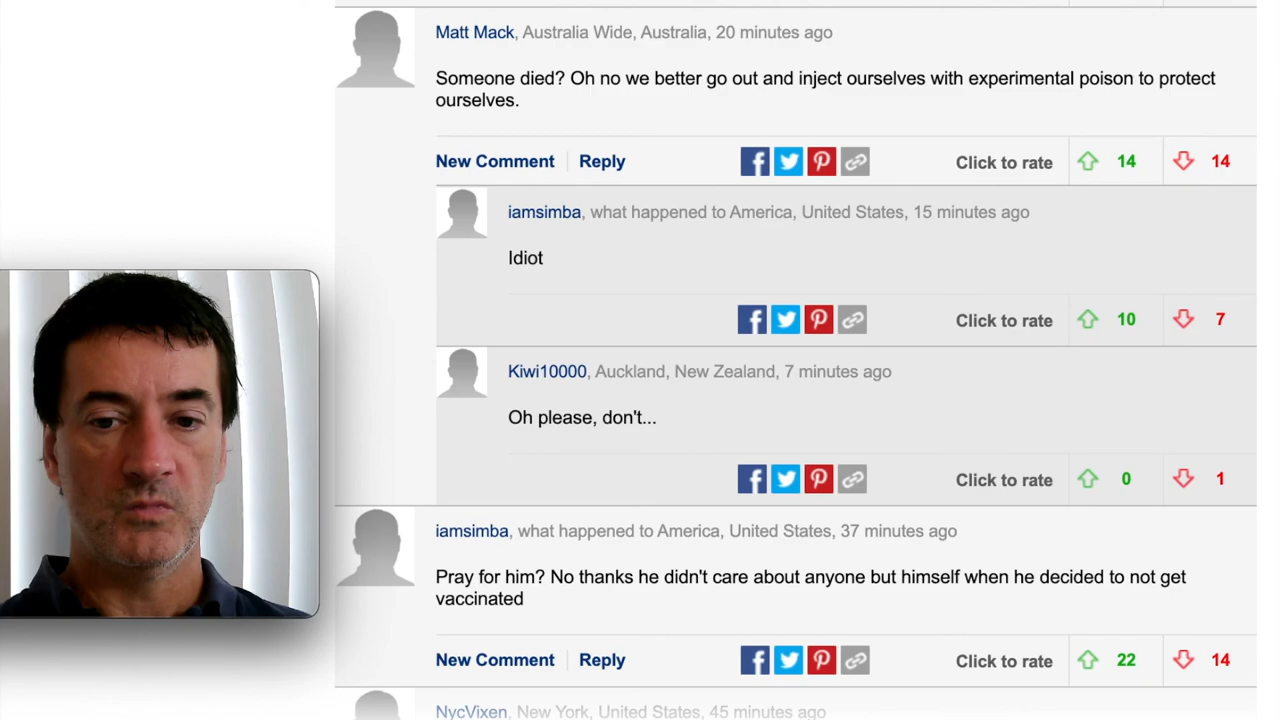 Matt Mack, Australia Wide, Australia, 20 minutes ago
Someone died? Oh no we better go out and inject ourselves with experimental poison to protect
ourselves.
New Comment Reply Click to rate 14 14
iamsimba, what happened to America, United States, 15 minutes ago
Idiot
Click to rate 10 7
Kiwi10000, Auckland, New Zealand, 7 minutes ago
Oh please, don't...
Click to rate 0 1
iamsimba, what happened to America, United States, 37 minutes ago
Pray for him? No thanks he didn't care about anyone but himself when he decided to not get
vaccinated
New Comment Reply Click to rate 22 14
NycVixen, New York, United States, 45 minutes ago